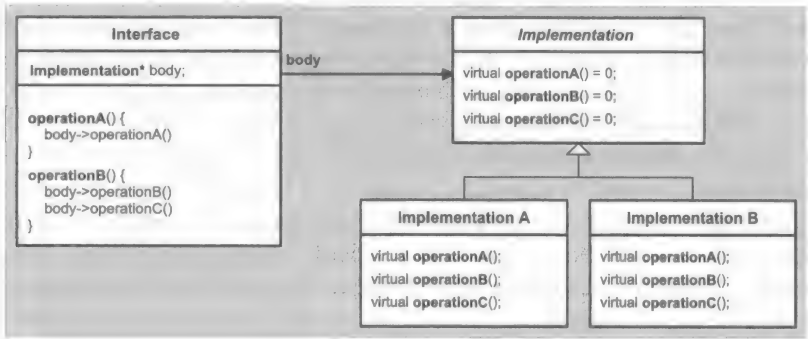 Interface
Implementation* body;
operationA() {
body->operationA()
}
operationB() {
body->operationB()
body->operationC()
}
body
Implementation
virtual operationA() = 0;
virtual operationB() = 0;
virtual operationC() = 0;
Implementation A
virtual operationA();
virtual operationB();
virtual operationC();
Implementation B
virtual operationA();
virtual operationB();
virtual operationC();